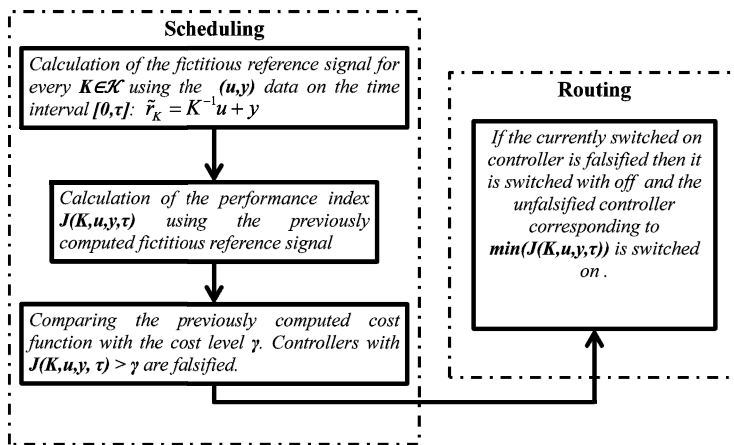 Scheduling
Calculation of the fictitious reference signal for
every K∈𝒦 using the (u,y) data on the time
interval [0,τ]: r̃_K = K⁻¹u + y
Calculation of the performance index
J(K,u,y,τ) using the previously
computed fictitious reference signal
Comparing the previously computed cost
function with the cost level γ. Controllers with
J(K,u,y, τ) > γ are falsified.
Routing
If the currently switched on
controller is falsified then it
is switched with off and the
unfalsified controller
corresponding to
min(J(K,u,y,τ)) is switched
on .